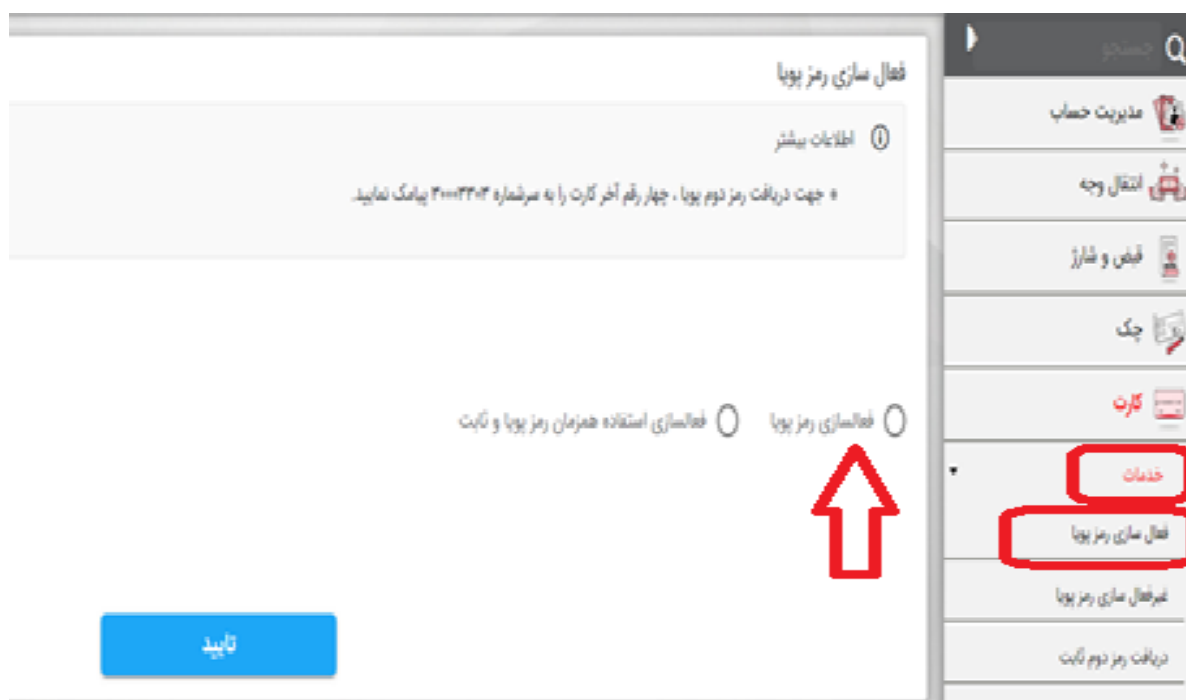 جستجو
مدیریت حساب
انتقال وجه
قبض و شارژ
چک
کارت
خدمات
فعال سازی رمز پویا
غیرفعال سازی رمز پویا
دریافت رمز دوم ثابت
فعال سازی رمز پویا
اطلاعات بیشتر
جهت دریافت رمز دوم پویا ، چهار رقم آخر کارت را به سرشماره پیامک نمایید.
فعالسازی رمز پویا
فعالسازی استفاده همزمان رمز پویا و ثابت
تایید